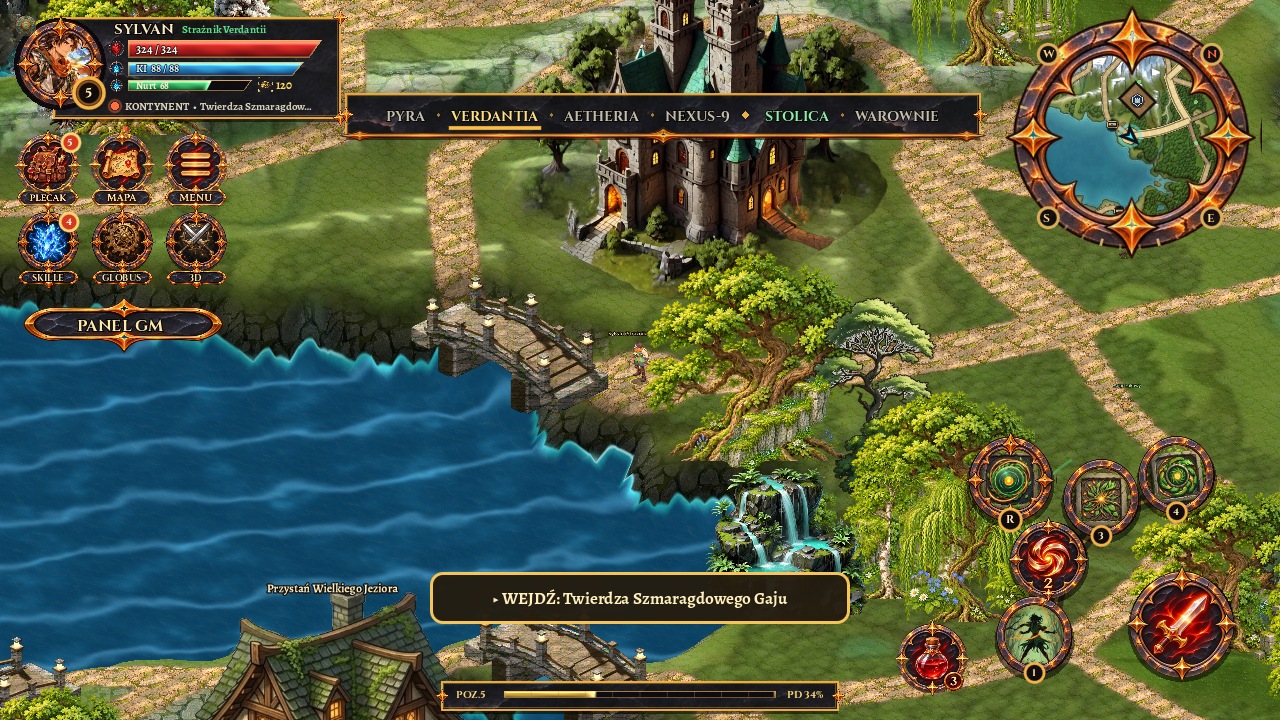 SYLVAN Strażnik Verdantii
324 / 324
KI 88 / 88
Nurt 68
120
5
KONTYNENT • Twierdza Szmaragdow...
PYRA • VERDANTIA • AETHERIA • NEXUS-9 ◆ STOLICA • WAROWNIE
W
N
S
E
5
PLECAK
MAPA
MENU
4
SKILLE
GLOBUS
3D
PANEL GM
R
3
4
2
1
3
Przystań Wielkiego Jeziora
▸ WEJDŹ: Twierdza Szmaragdowego Gaju
POZ.5
PD 34%